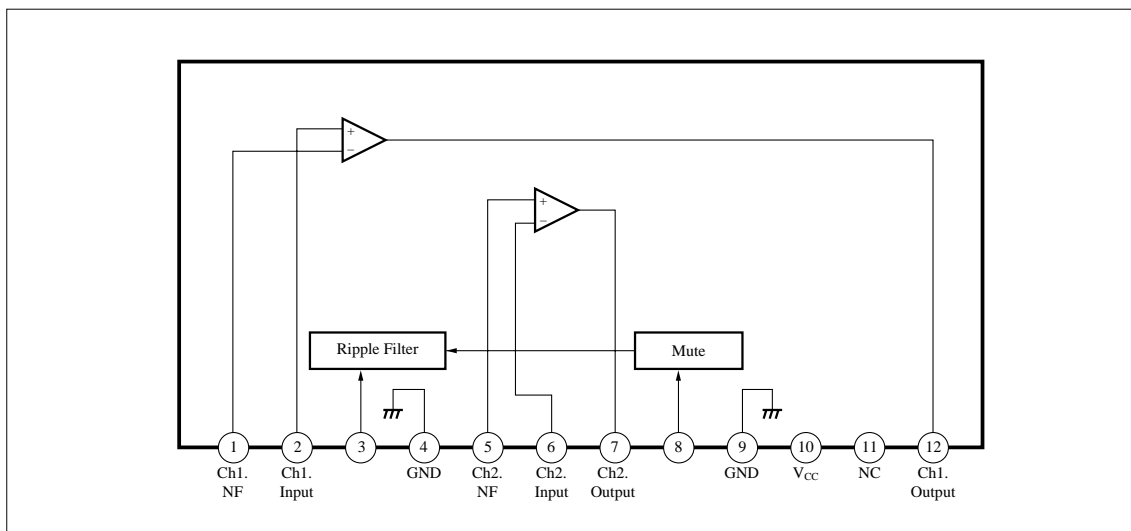 +
−
+
−
Ripple Filter
Mute
1 2 3 4 5 6 7 8 9 10 11 12
Ch1. Ch1. GND Ch2. Ch2. Ch2. GND VCC NC Ch1.
NF Input NF Input Output Output